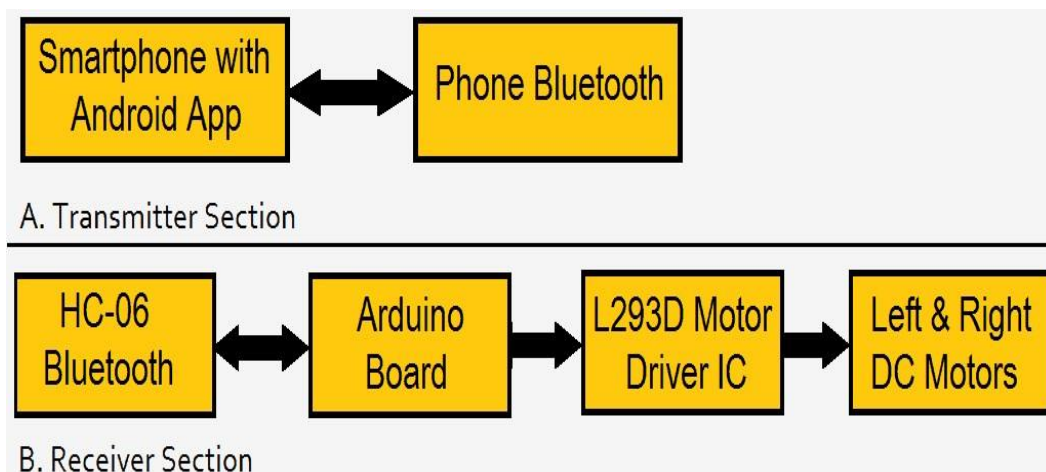 Smartphone with
Android App
Phone Bluetooth
A. Transmitter Section
HC-06
Bluetooth
Arduino
Board
L293D Motor
Driver IC
Left & Right
DC Motors
B. Receiver Section